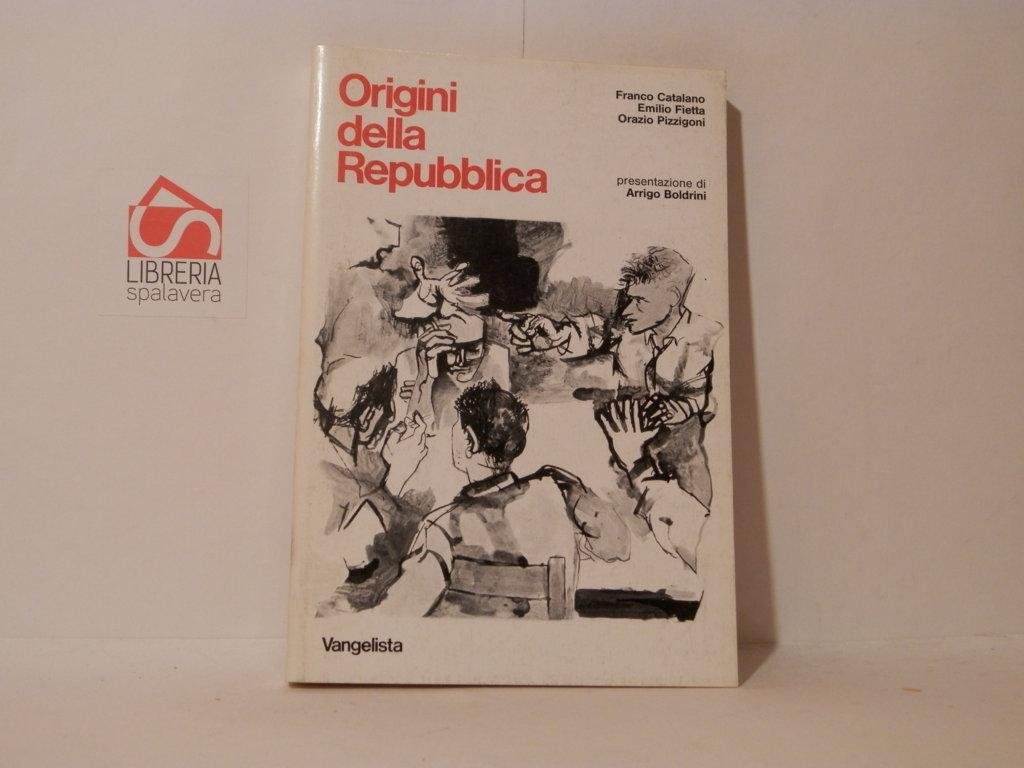 Origini
della
Repubblica
Franco Catalano
Emilio Fietta
Orazio Pizzigoni
presentazione di
Arrigo Boldrini
Vangelista
LIBRERIA
spalavera